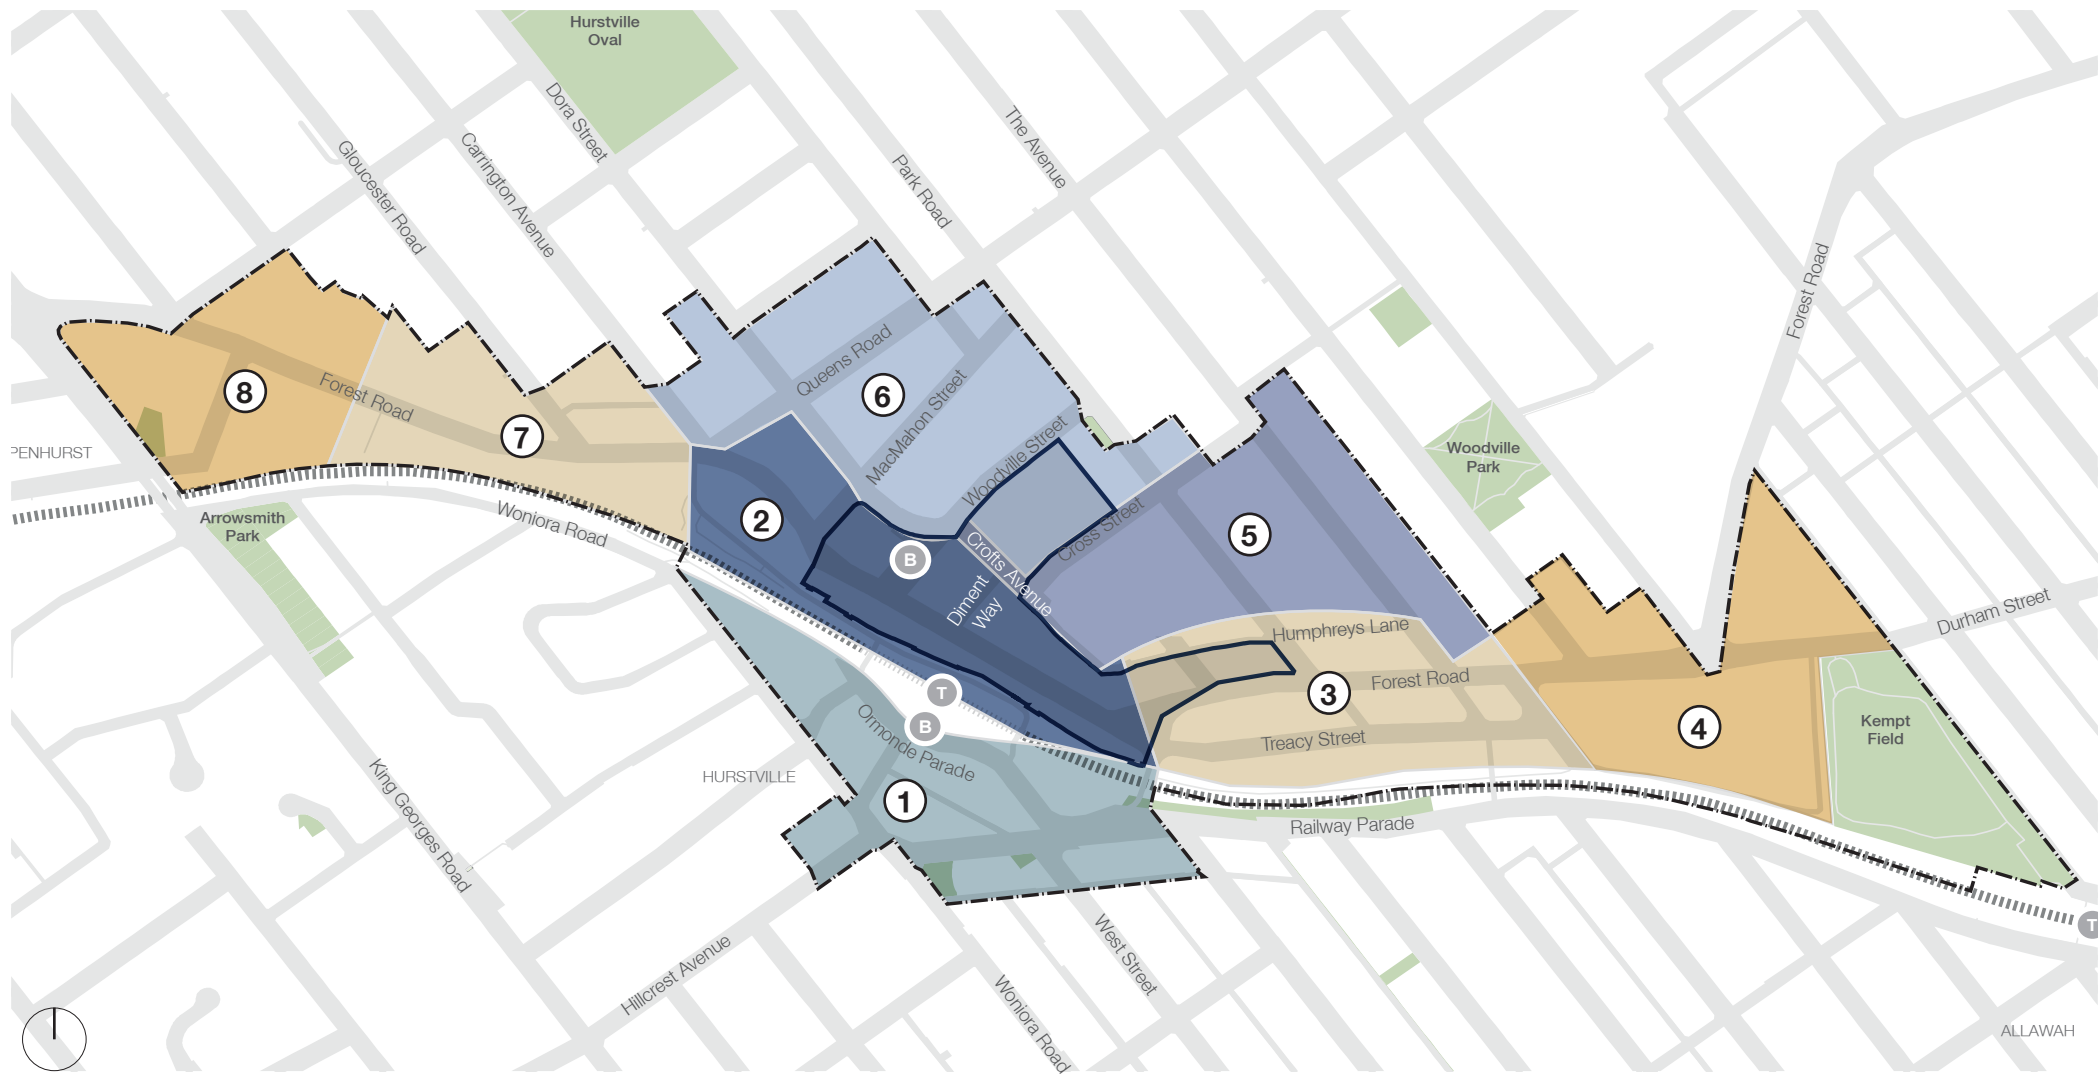 Hurstville
Oval
Dora Street
The Avenue
Gloucester Road
Carrington Avenue
Park Road
Forest Road
Queens Road
6
MacMahon Street
8
Forest Road
7
Woodville Street
Woodville
Park
PENHURST
Arrowsmith
Park
Woniora Road
2
B
Crofts Avenue
Cross Street
5
Diment
Way
Humphreys Lane
Durham Street
T
B
Ormonde Parade
3
Forest Road
Treacy Street
4
Kempt
Field
HURSTVILLE
1
King Georges Road
Railway Parade
Hillcrest Avenue
West Street
Woniora Road
T
ALLAWAH